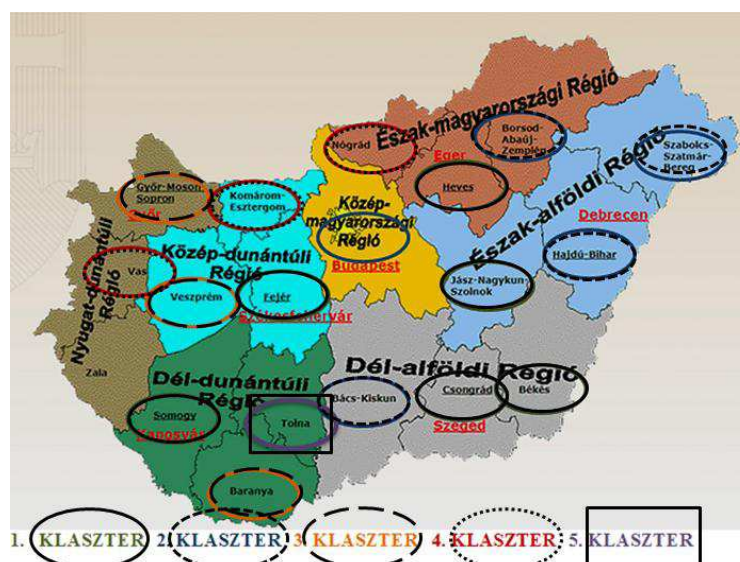 Észak-magyarországi Régió
Nógrád
Borsod-
Abaúj-
Zemplén
Szabolcs-
Szatmár-
Bereg
Eger
Heves
Győr-Moson
Sopron
Győr
Komárom-
Esztergom
Közép-
magyarországi
Régió
Budapest
Észak-alföldi Régió
Debrecen
Hajdú-Bihar
Jász-Nagykun-
Szolnok
Nyugat-dunántúli
Régió
Vas
Közép-dunántúli
Régió
Veszprém
Fejér
Székesfehérvár
Zala
Dél-dunántúli
Régió
Somogy
Kaposvár
Tolna
Baranya
Dél-alföldi Régió
Bács-Kiskun
Csongrád
Békés
Szeged
1. KLASZTER 2. KLASZTER 3. KLASZTER 4. KLASZTER 5. KLASZTER